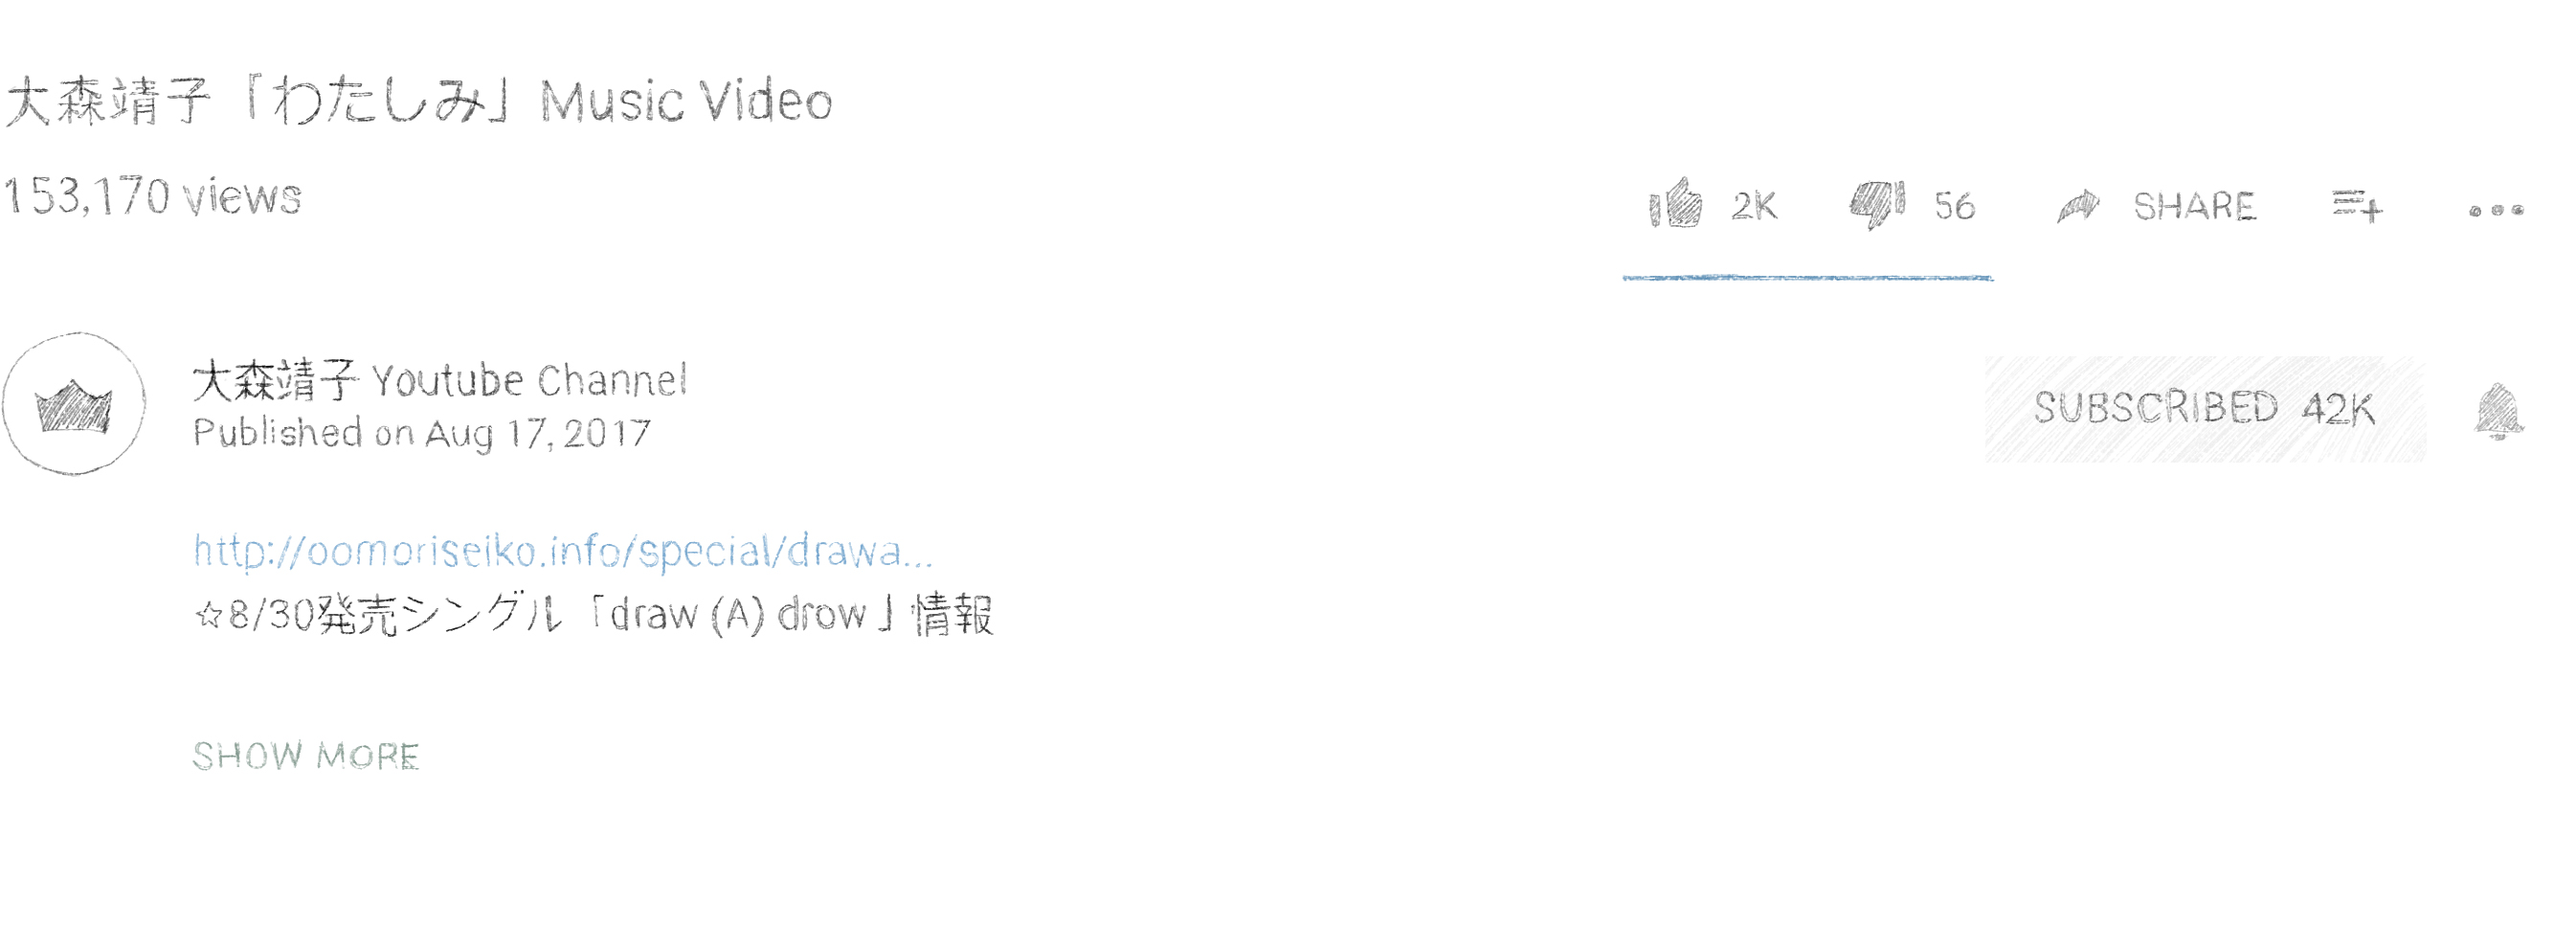 大森靖子「わたしみ」Music Video
153,170 views
2K 56 SHARE
大森靖子 Youtube Channel
Published on Aug 17, 2017
SUBSCRIBED 42K
http://oomoriseiko.info/special/drawa...
☆8/30発売シングル「draw (A) drow」情報
SHOW MORE